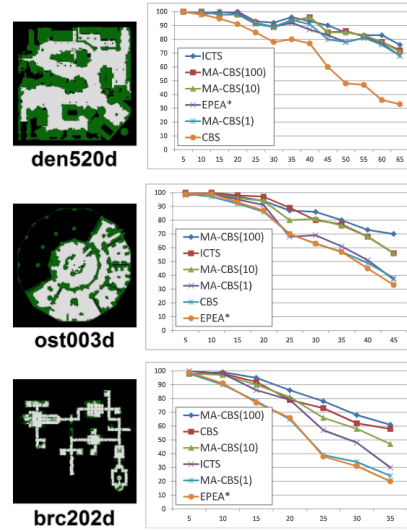 100
90
80
70
60
50
40
30
20
10
0
ICTS
MA-CBS(100)
MA-CBS(10)
EPEA*
MA-CBS(1)
CBS
5 10 15 20 25 30 35 40 45 50 55 60 65
den520d
100
90
80
70
60
50
40
30
20
10
0
MA-CBS(100)
ICTS
MA-CBS(10)
MA-CBS(1)
CBS
EPEA*
5 10 15 20 25 30 35 40 45
ost003d
100
90
80
70
60
50
40
30
20
10
0
MA-CBS(100)
CBS
MA-CBS(10)
ICTS
MA-CBS(1)
EPEA*
5 10 15 20 25 30 35
brc202d